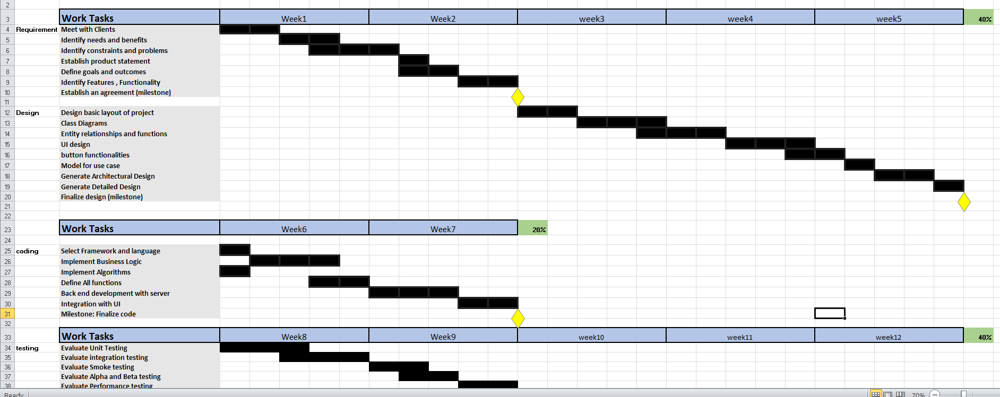 2
3 Work Tasks Week1 Week2 week3 week4 week5 40%
4 Requirement Meet with Clients
5 Identify needs and benefits
6 Identify constraints and problems
7 Establish product statement
8 Define goals and outcomes
9 Identify Features , Functionality
10 Establish an agreement (milestone)
11
12 Design Design basic layout of project
13 Class Diagrams
14 Entity relationships and functions
15 UI design
16 button functionalities
17 Model for use case
18 Generate Architectural Design
19 Generate Detailed Design
20 Finalize design (milestone)
21
22
23 Work Tasks Week6 Week7 20%
24
25 coding Select Framework and language
26 Implement Business Logic
27 Implement Algorithms
28 Define All functions
29 Back end development with server
30 Integration with UI
31 Milestone: Finalize code
32
33 Work Tasks Week8 Week9 week10 week11 week12 40%
34 testing Evaluate Unit Testing
35 Evaluate integration testing
36 Evaluate Smoke testing
37 Evaluate Alpha and Beta testing
38 Evaluate Performance testing
Ready 70%